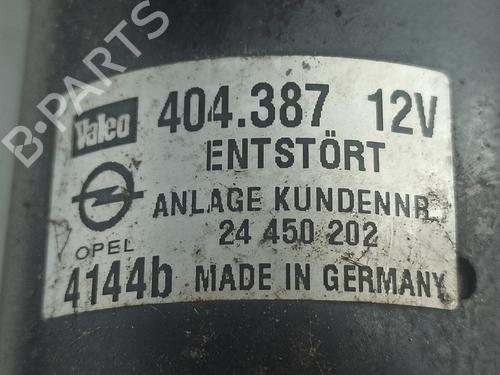 B-PARTS
Valeo 404.387 12V
ENTSTÖRT
ANLAGE KUNDENNR.
24 450 202
OPEL
4144b MADE IN GERMANY